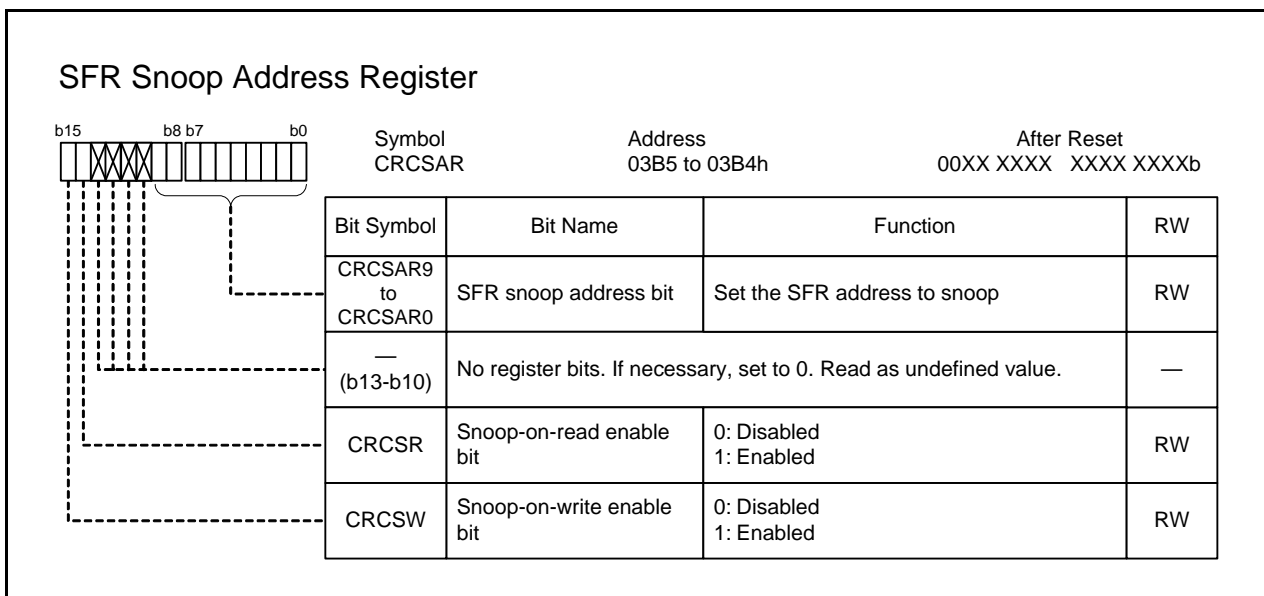 SFR Snoop Address Register
b15 b8 b7 b0
Symbol Address After Reset
CRCSAR 03B5 to 03B4h 00XX XXXX XXXX XXXXb
Bit Symbol Bit Name Function RW
CRCSAR9
to
CRCSAR0
SFR snoop address bit Set the SFR address to snoop RW
—
(b13-b10)
No register bits. If necessary, set to 0. Read as undefined value. —
CRCSR
Snoop-on-read enable
bit
0: Disabled
1: Enabled
RW
CRCSW
Snoop-on-write enable
bit
0: Disabled
1: Enabled
RW